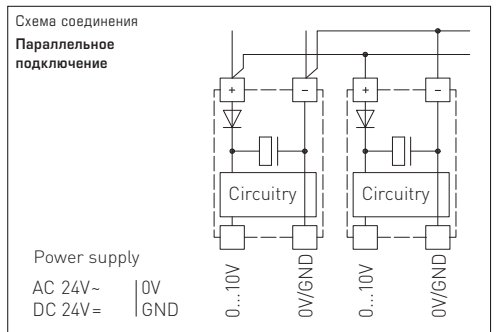 Схема соединения
Параллельное
подключение
+ − + −
Circuitry Circuitry
Power supply
AC 24V~ 0V
DC 24V= GND
0...10V 0V/GND 0...10V 0V/GND